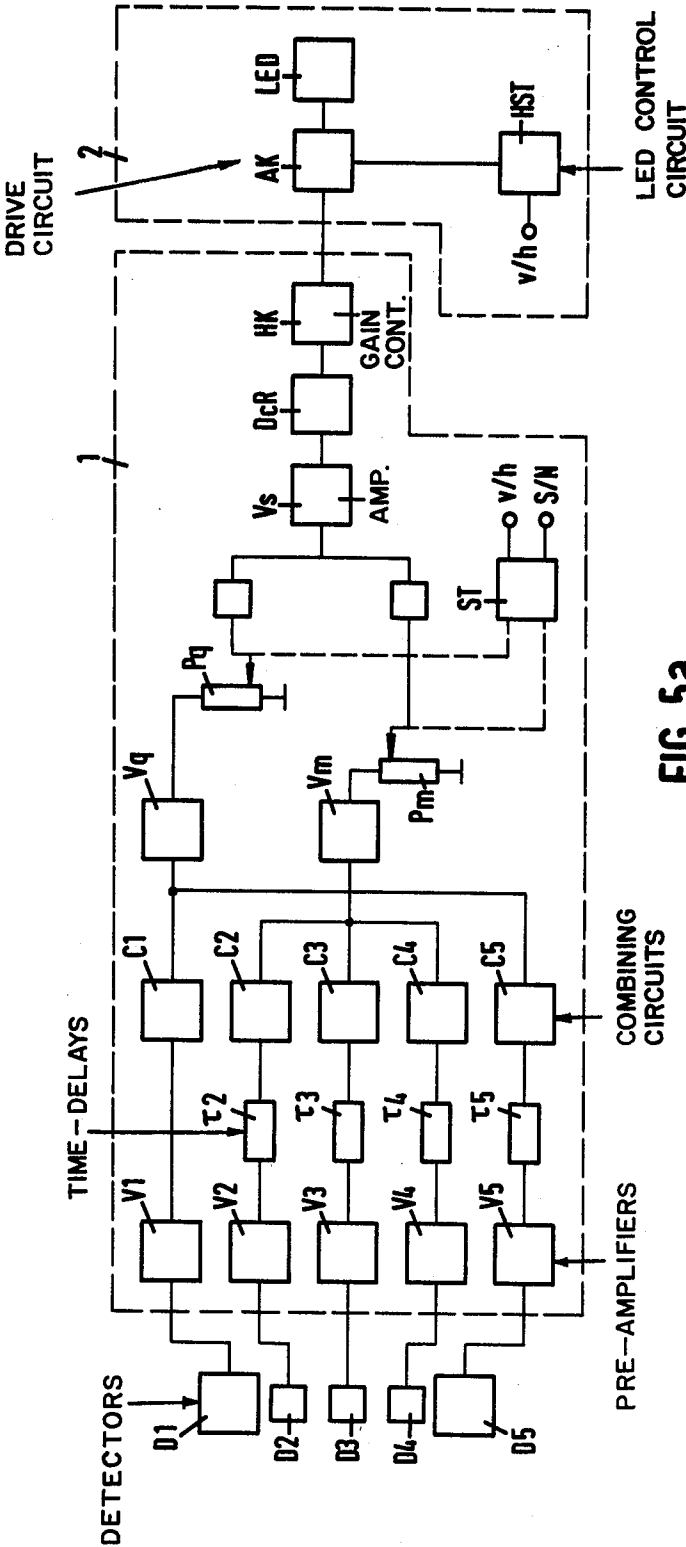 DETECTORS
D1
D2
D3
D4
D5
TIME-DELAYS
V1
V2
V3
V4
V5
PRE-AMPLIFIERS
τ2
τ3
τ4
τ5
C1
C2
C3
C4
C5
COMBINING
CIRCUITS
Vq
Vm
Pq
Pm
ST
v/h
S/N
1
Vs
AMP.
DcR
HK
GAIN
CONT.
DRIVE
CIRCUIT
2
AK
LED
HST
v/h
LED CONTROL
CIRCUIT
FIG. 5a